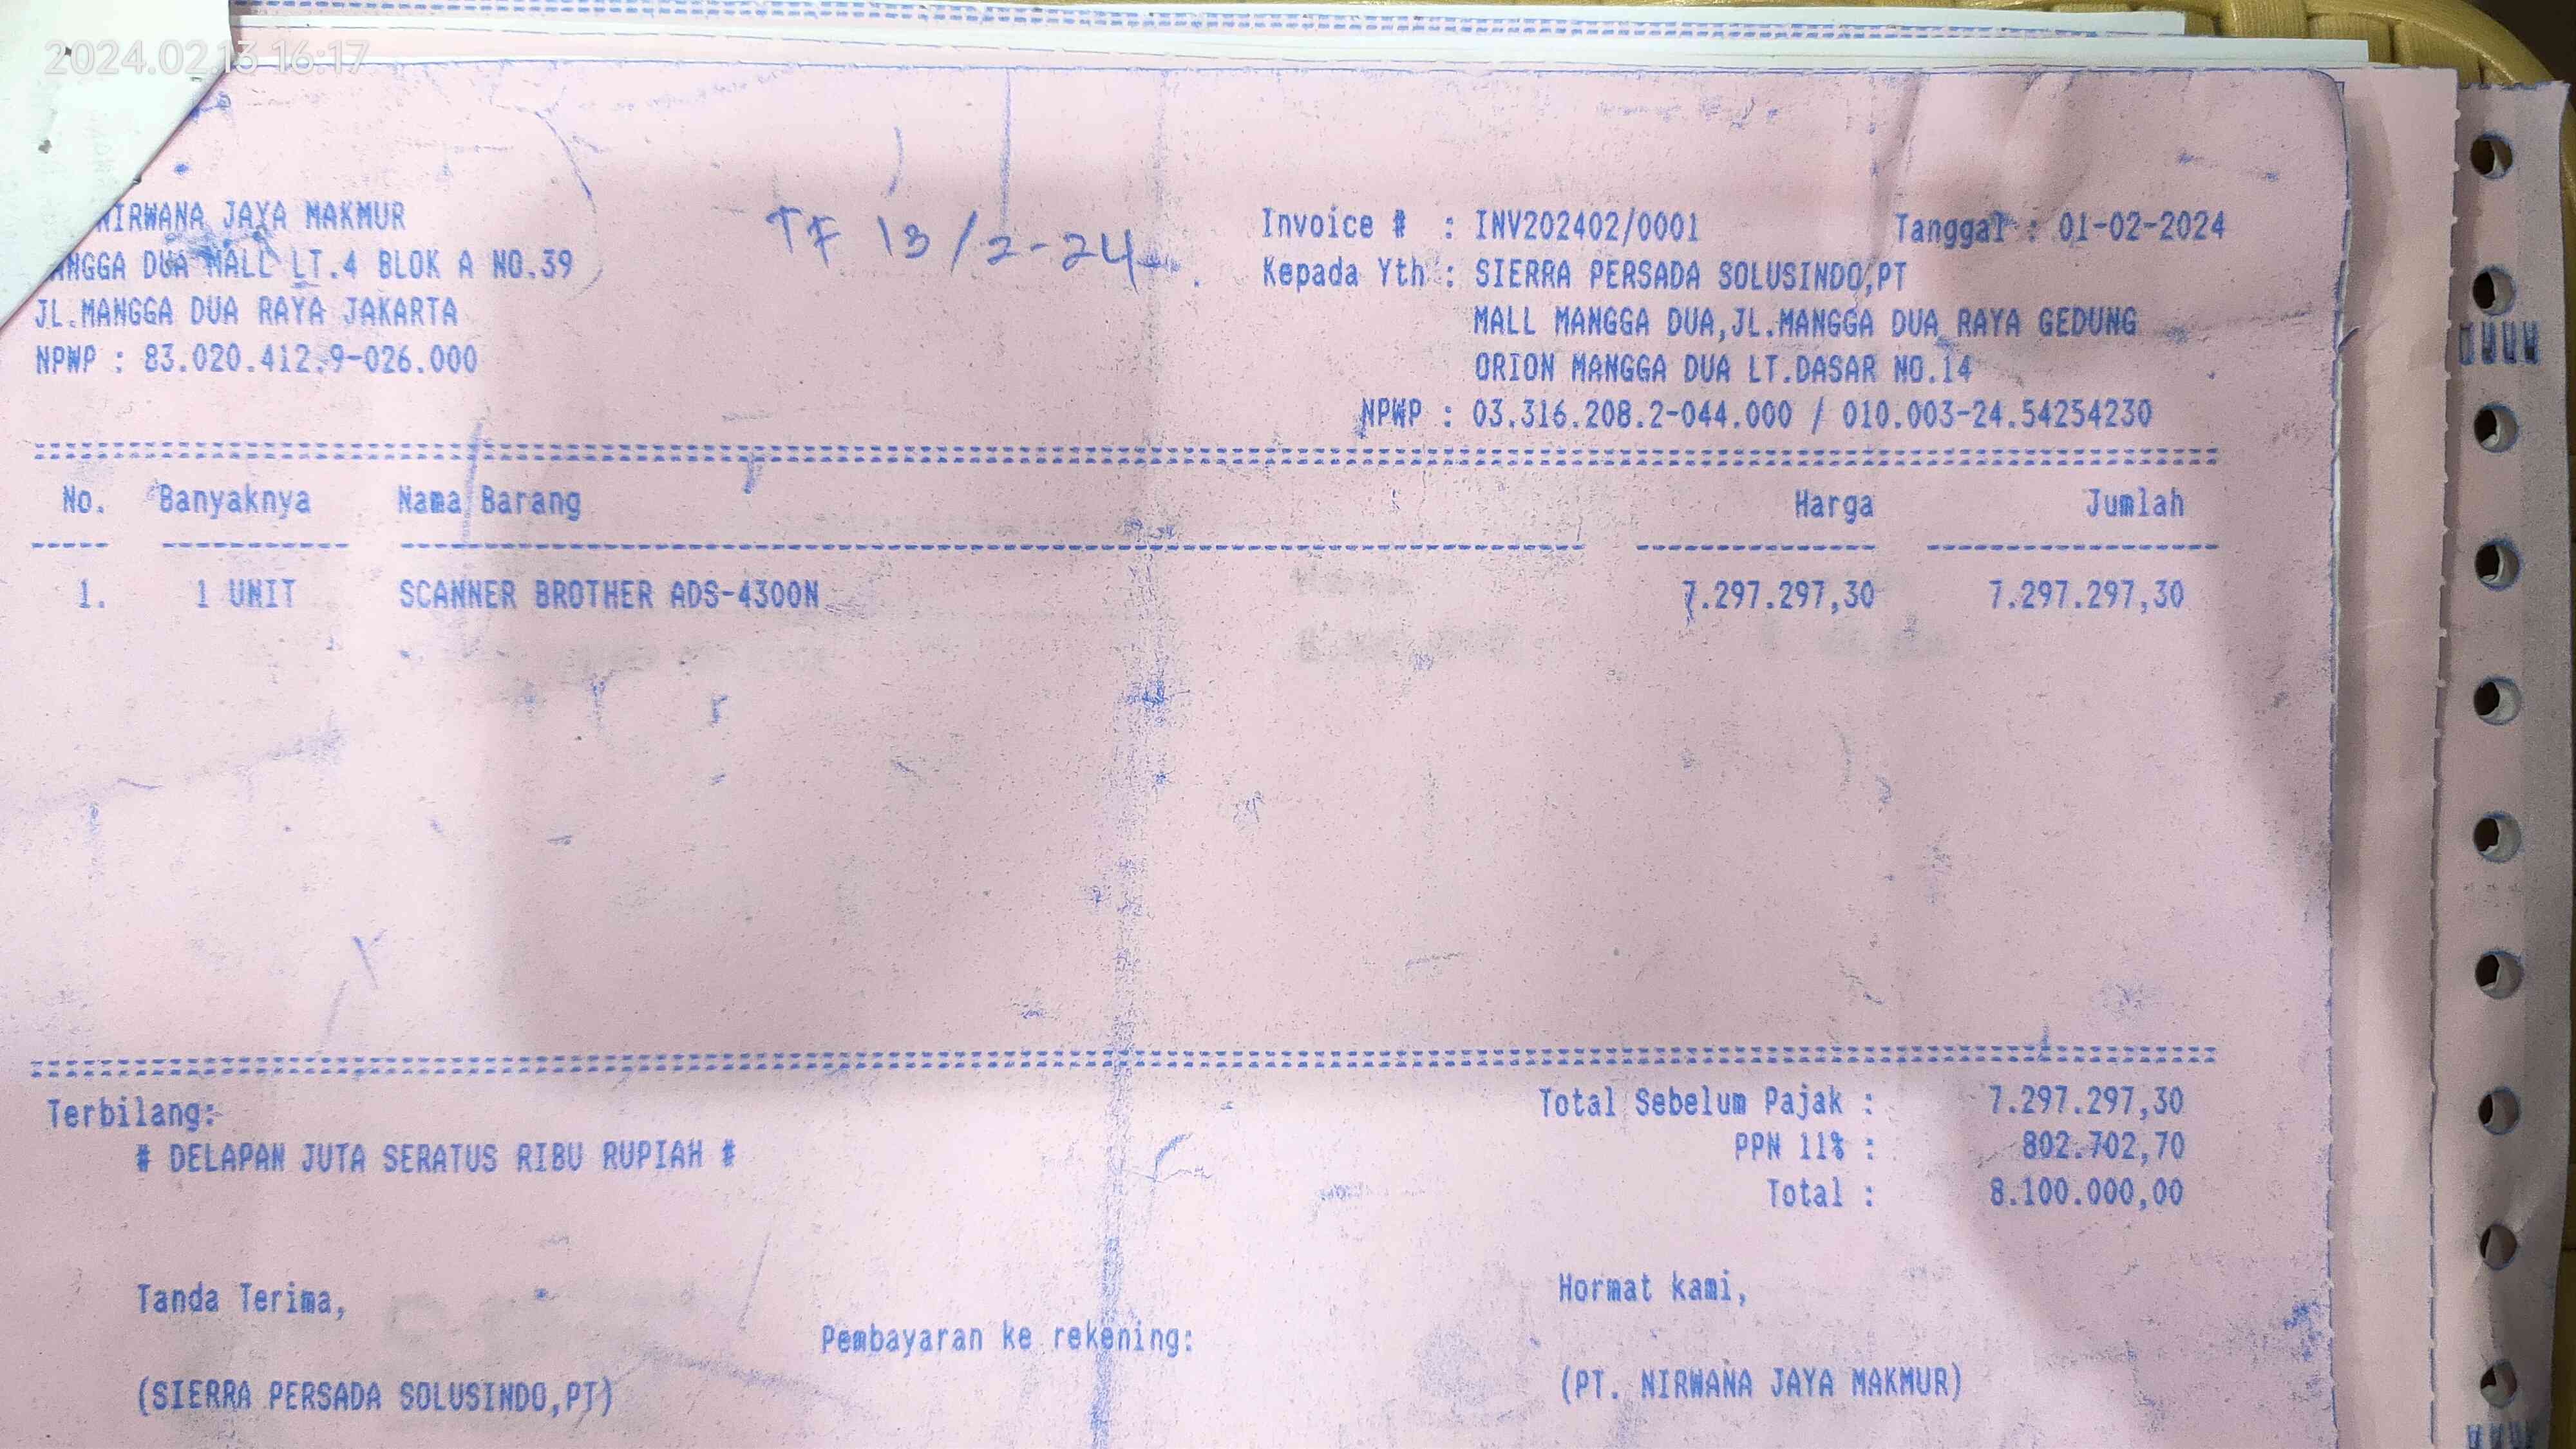 2024.02.13 16:17
NIRWANA JAYA MAKMUR
MANGGA DUA MALL LT.4 BLOK A NO.39
JL.MANGGA DUA RAYA JAKARTA
NPWP : 83.020.412.9-026.000
TF 13/2-24
Invoice # : INV202402/0001 Tanggal : 01-02-2024
Kepada Yth : SIERRA PERSADA SOLUSINDO,PT
MALL MANGGA DUA,JL.MANGGA DUA RAYA GEDUNG
ORION MANGGA DUA LT.DASAR NO.14
NPWP : 03.316.208.2-044.000 / 010.003-24.54254230
No. Banyaknya Nama Barang Harga Jumlah
1. 1 UNIT SCANNER BROTHER ADS-4300N 7.297.297,30 7.297.297,30
Terbilang:
# DELAPAN JUTA SERATUS RIBU RUPIAH #
Total Sebelum Pajak : 7.297.297,30
PPN 11% : 802.702,70
Total : 8.100.000,00
Tanda Terima,
Hormat kami,
Pembayaran ke rekening:
(SIERRA PERSADA SOLUSINDO,PT)
(PT. NIRWANA JAYA MAKMUR)